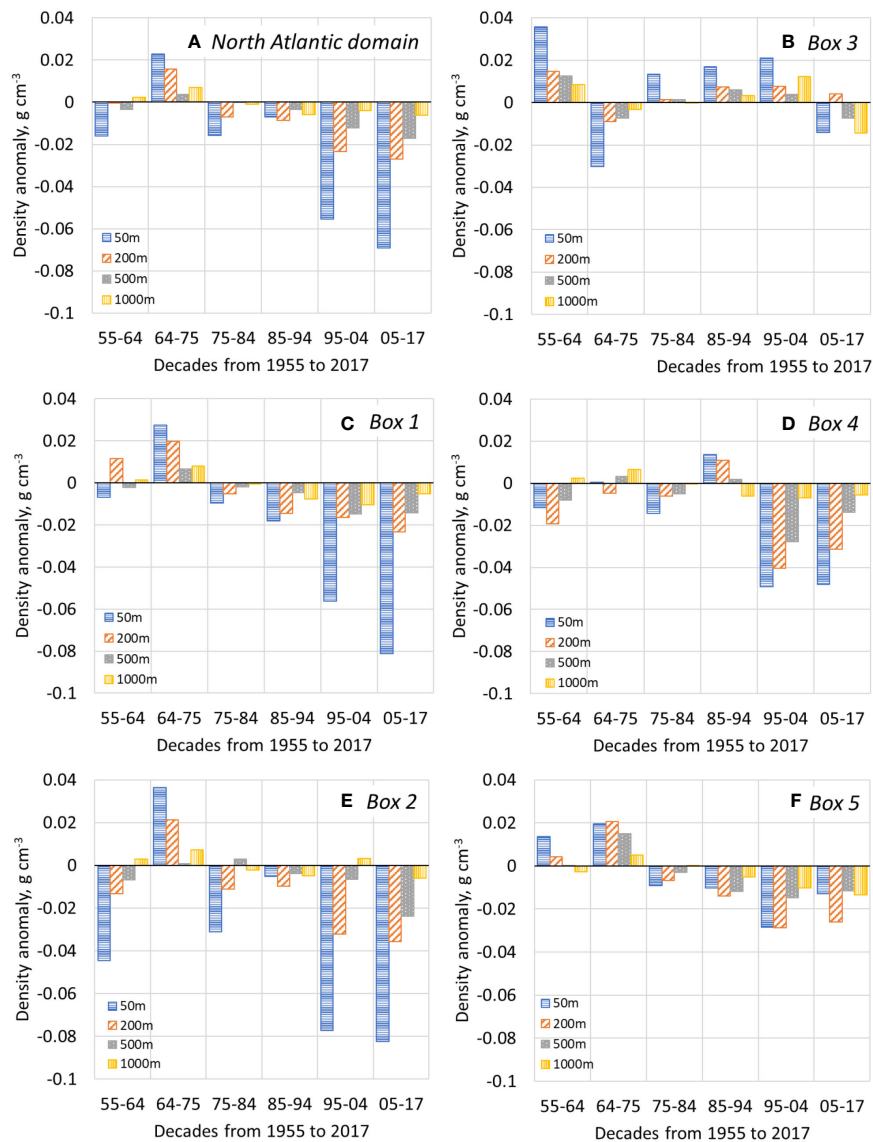 A North Atlantic domain
0.04
0.02
0
-0.02
-0.04
-0.06
-0.08
-0.1
Density anomaly, g cm-3
50m
200m
500m
1000m
55-64 64-75 75-84 85-94 95-04 05-17
Decades from 1955 to 2017
B Box 3
0.04
0.02
0
-0.02
-0.04
-0.06
-0.08
-0.1
Density anomaly, g cm-3
50m
200m
500m
1000m
55-64 64-75 75-84 85-94 95-04 05-17
Decades from 1955 to 2017
C Box 1
0.04
0.02
0
-0.02
-0.04
-0.06
-0.08
-0.1
Density anomaly, g cm-3
50m
200m
500m
1000m
55-64 64-75 75-84 85-94 95-04 05-17
Decades from 1955 to 2017
D Box 4
0.04
0.02
0
-0.02
-0.04
-0.06
-0.08
-0.1
Density anomaly, g cm-3
50m
200m
500m
1000m
55-64 64-75 75-84 85-94 95-04 05-17
Decades from 1955 to 2017
E Box 2
0.04
0.02
0
-0.02
-0.04
-0.06
-0.08
-0.1
Density anomaly, g cm-3
50m
200m
500m
1000m
55-64 64-75 75-84 85-94 95-04 05-17
Decades from 1955 to 2017
F Box 5
0.04
0.02
0
-0.02
-0.04
-0.06
-0.08
-0.1
Density anomaly, g cm-3
50m
200m
500m
1000m
55-64 64-75 75-84 85-94 95-04 05-17
Decades from 1955 to 2017